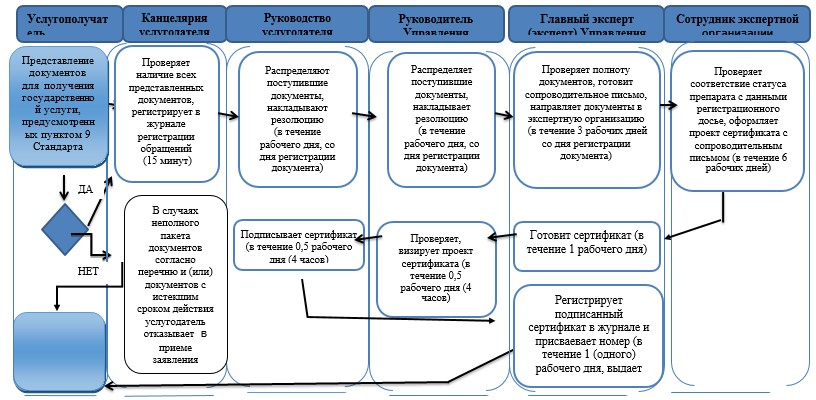 Услугополучат
ель
Канцелярия
услугодателя
Руководство
услугодателя
Руководитель
Управления
Главный эксперт
(эксперт) Управления
Сотрудник экспертной
организации
Представление
документов
для получения
государственно
й услуги,
предусмотренн
ых пунктом 9
Стандарта
Проверяет
наличие всех
представленных
документов,
регистрирует в
журнале
регистрации
обращений
(15 минут)
Распределяют
поступившие
документы,
накладывают
резолюцию
(в течение
рабочего дня, со
дня регистрации
документа)
Распределяет
поступившие
документы,
накладывает
резолюцию
(в течение
рабочего дня, со
дня регистрации
документа)
Проверяет полноту
документов, готовит
сопроводительное письмо,
направляет документы в
экспертную организацию
(в течение 3 рабочих дней
со дня регистрации
документа)
Проверяет
соответствие статуса
препарата с данными
регистрационного
досье, оформляет
проект сертификата с
сопроводительным
письмом (в течение 6
рабочих дней)
ДА
НЕТ
В случаях
неполного
пакета
документов
согласно
перечню и (или)
документов с
истекшим
сроком действия
услугодатель
отказывает в
приеме
заявления
Подписывает сертификат
(в течение 0,5 рабочего
дня (4 часов)
Проверяет,
визирует проект
сертификата (в
течение 0,5
рабочего дня (4
часов)
Готовит сертификат (в
течение 1 рабочего дня)
Регистрирует
подписанный
сертификат в журнале и
присваевает номер (в
течение 1 (одного)
рабочего дня, выдает